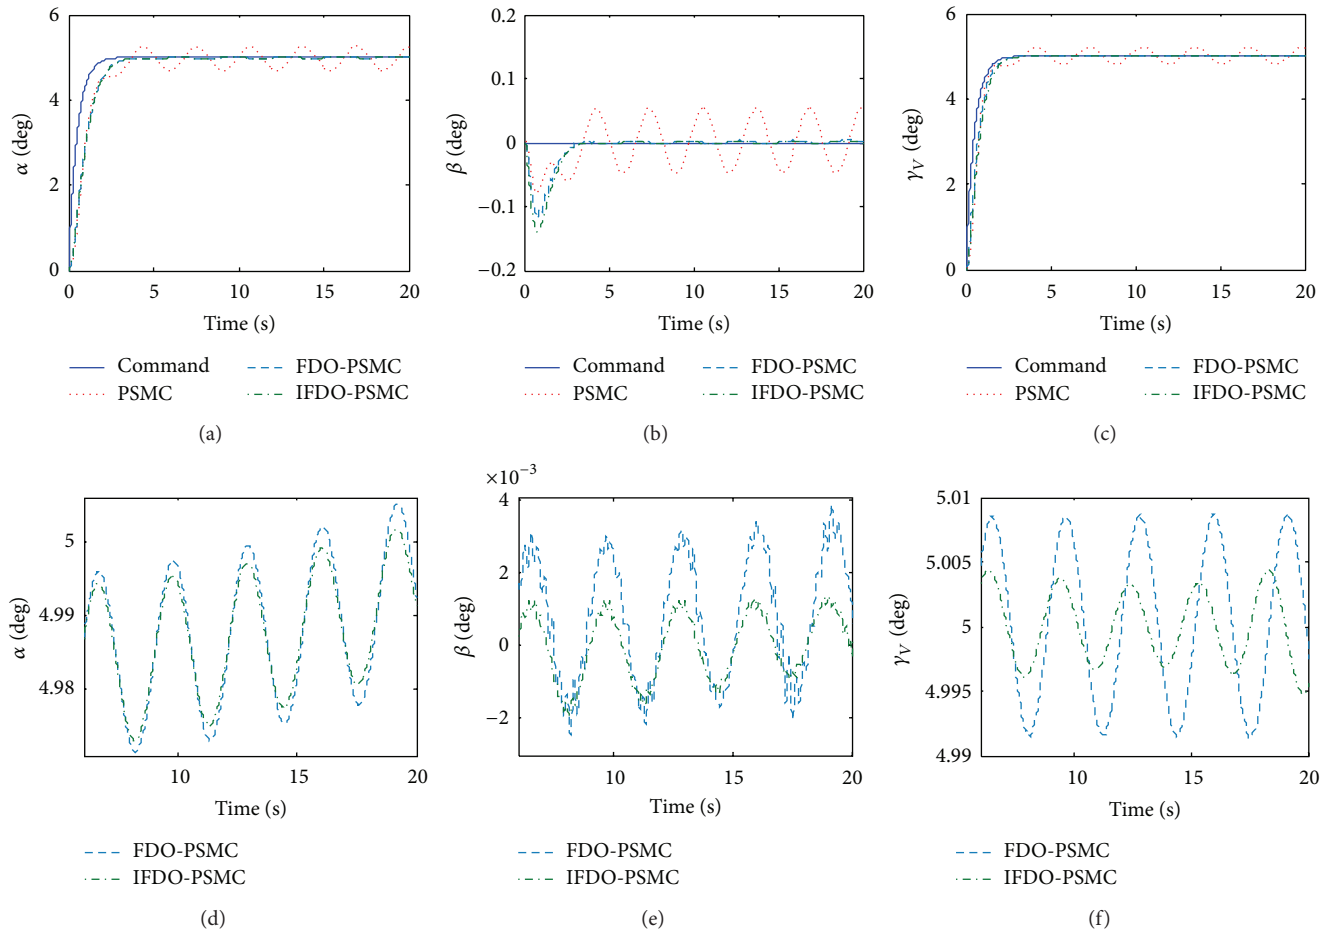 6
4
2
0
α (deg)
0 5 10 15 20
Time (s)
Command
PSMC
FDO-PSMC
IFDO-PSMC
(a)
0.2
0.1
0
−0.1
−0.2
β (deg)
0 5 10 15 20
Time (s)
Command
PSMC
FDO-PSMC
IFDO-PSMC
(b)
6
4
2
0
γV (deg)
0 5 10 15 20
Time (s)
Command
PSMC
FDO-PSMC
IFDO-PSMC
(c)
5
4.99
4.98
α (deg)
10 15 20
Time (s)
FDO-PSMC
IFDO-PSMC
(d)
×10−3
4
2
0
−2
β (deg)
10 15 20
Time (s)
FDO-PSMC
IFDO-PSMC
(e)
5.01
5.005
5
4.995
4.99
γV (deg)
10 15 20
Time (s)
FDO-PSMC
IFDO-PSMC
(f)